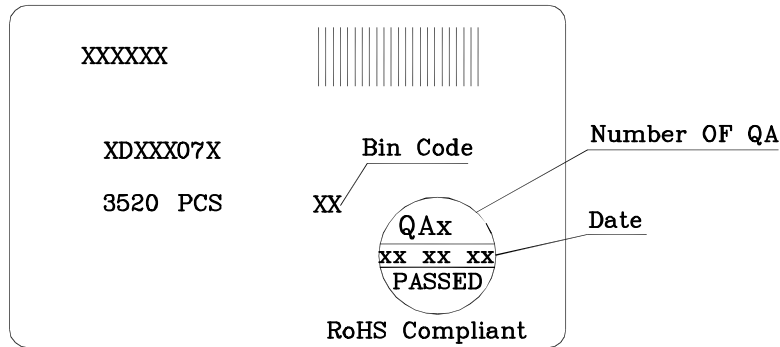 XXXXXX
XDXXX07X
Bin Code
Number OF QA
3520 PCS
XX
QAx
Date
xx xx xx
PASSED
RoHS Compliant